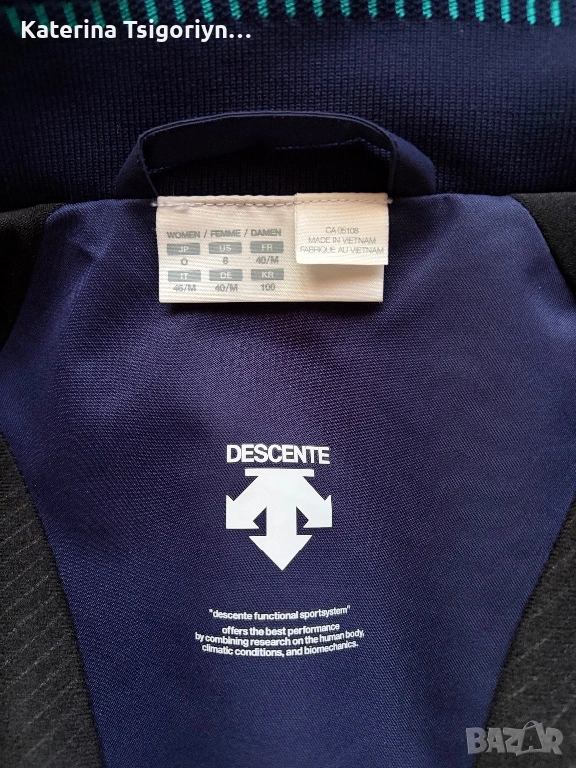 Katerina Tsigoriyn...
WOMEN / FEMME / DAMEN
JP US FR
O 8 40/M
IT DE KR
46/M 40/M 100
CA 05108
MADE IN VIETNAM
FABRIQUÉ AU VIETNAM
DESCENTE
"descente functional sportsystem"
offers the best performance
by combining research on the human body,
climatic conditions, and biomechanics.
BAZAR